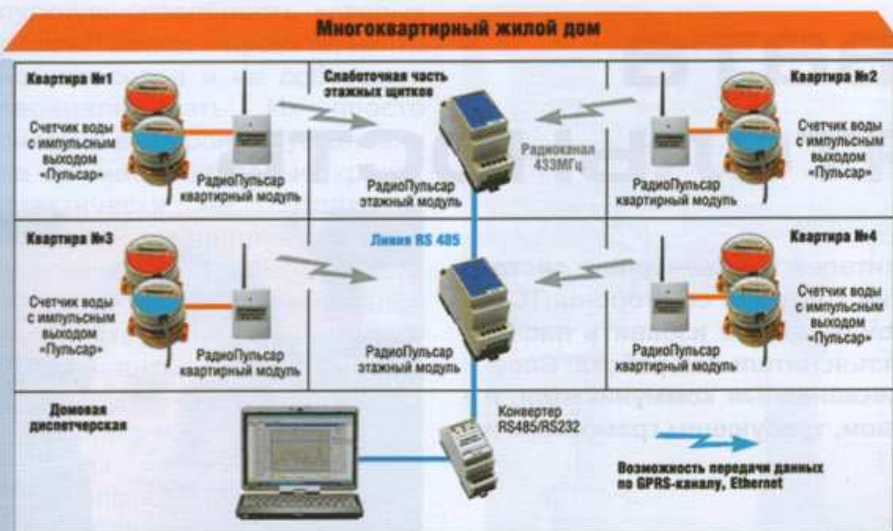 Многоквартирный жилой дом
Квартира №1
Счетчик воды
с импульсным
выходом
«Пульсар»
РадиоПульсар
квартирный модуль
Слаботочная часть
этажных щитков
РадиоПульсар
этажный модуль
Радиоканал
433МГц
Квартира №2
Счетчик воды
с импульсным
выходом
«Пульсар»
РадиоПульсар
квартирный модуль
Квартира №3
Счетчик воды
с импульсным
выходом
«Пульсар»
РадиоПульсар
квартирный модуль
Линия RS 485
РадиоПульсар
этажный модуль
Квартира №4
Счетчик воды
с импульсным
выходом
«Пульсар»
РадиоПульсар
квартирный модуль
Домовая
диспетчерская
Конвертер
RS485/RS232
Возможность передачи данных
по GPRS-каналу, Ethernet